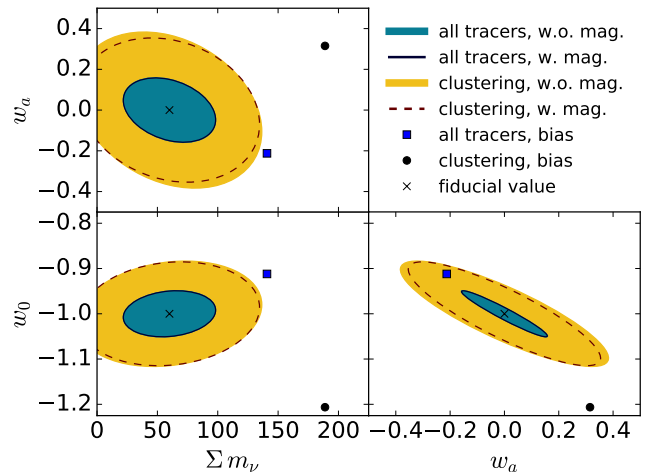 0.4
0.2
0.0
−0.2
−0.4
w_a
all tracers, w.o. mag.
all tracers, w. mag.
clustering, w.o. mag.
clustering, w. mag.
all tracers, bias
clustering, bias
fiducial value
−0.8
−0.9
−1.0
−1.1
−1.2
w_0
0 50 100 150 200
Σ m_ν
−0.4 −0.2 0.0 0.2 0.4
w_a